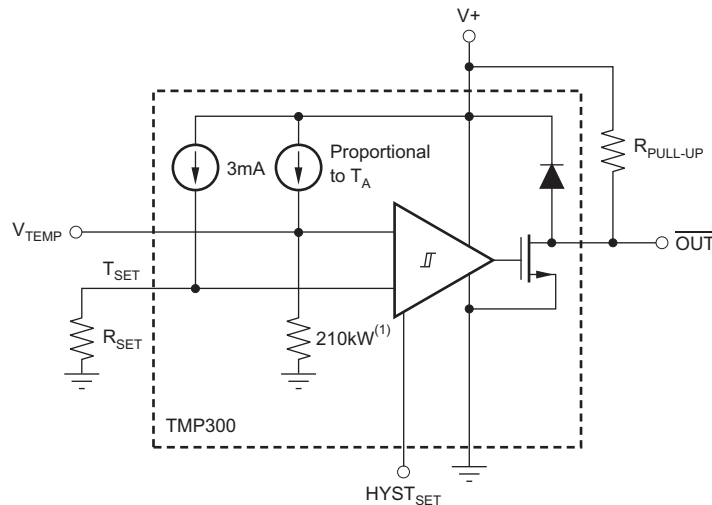 V+
3mA
Proportional
to T_A
R_PULL-UP
V_TEMP
OUT
T_SET
R_SET
210kW(1)
TMP300
HYST_SET